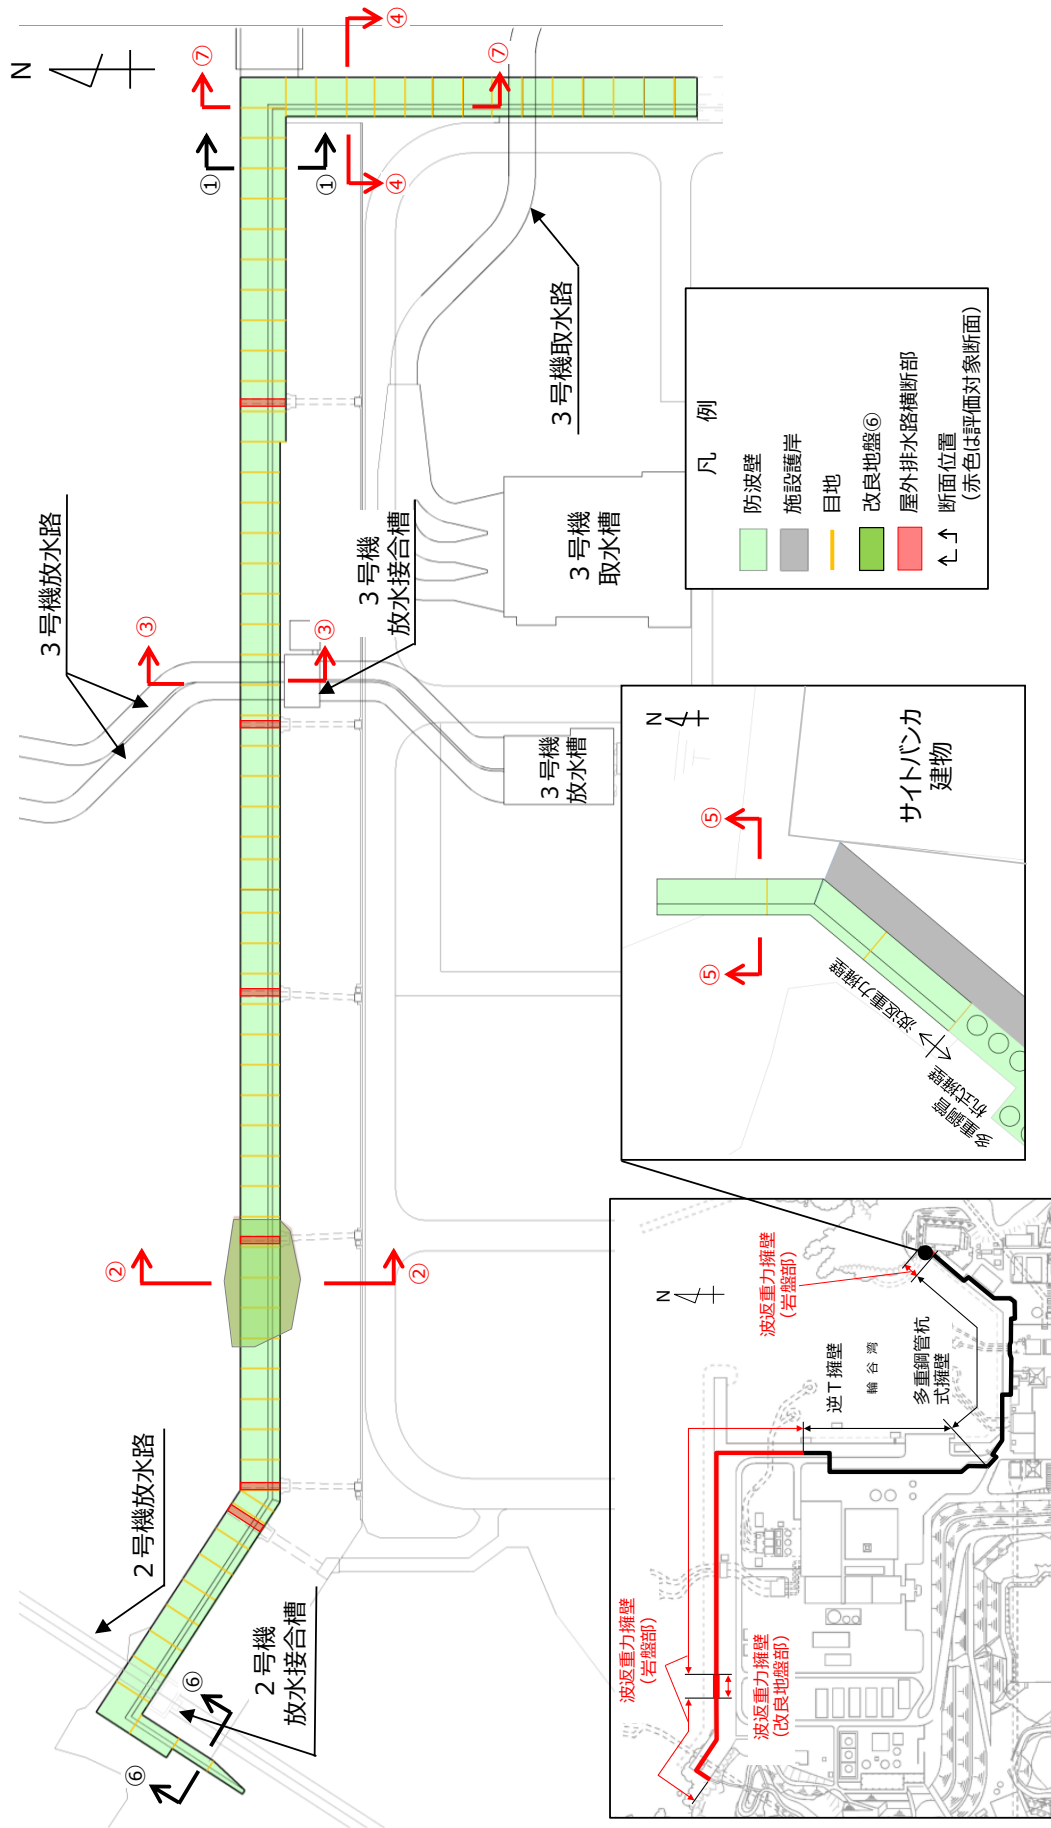 N
⑦
⑦
④
④
①
①
3号機放水路
③
③
3号機
放水接合槽
3号機取水路
3号機
取水槽
3号機
放水槽
②
②
2号機放水路
2号機
放水接合槽
⑥
⑥
凡　例
防波壁
施設護岸
目地
改良地盤⑥
屋外排水路横断部
断面位置
(赤色は評価対象断面)
N
⑤
⑤
サイトバンカ
建物
波返重力擁壁
多重鋼管
杭式擁壁
N
波返重力擁壁
(岩盤部)
波返重力擁壁
(改良地盤部)
波返重力擁壁
(岩盤部)
逆T擁壁
輪谷湾
多重鋼管杭
式擁壁